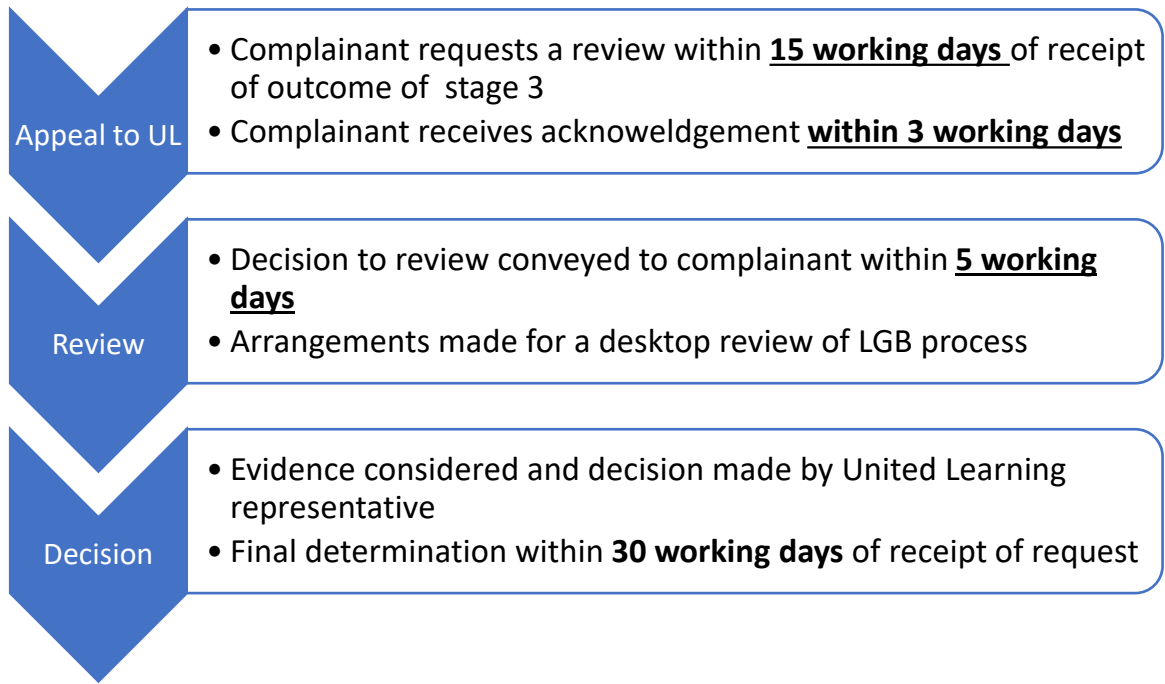 Appeal to UL
• Complainant requests a review within 15 working days of receipt
of outcome of stage 3
• Complainant receives acknoweldgement within 3 working days
Review
• Decision to review conveyed to complainant within 5 working
days
• Arrangements made for a desktop review of LGB process
Decision
• Evidence considered and decision made by United Learning
representative
• Final determination within 30 working days of receipt of request